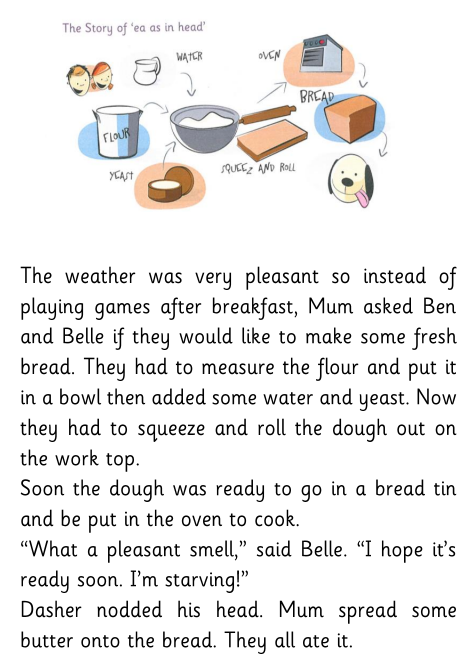 The Story of 'ea as in head'
WATER
OVEN
BREAD
FLOUR
YEAST
SQUEEZ AND ROLL
The weather was very pleasant so instead of
playing games after breakfast, Mum asked Ben
and Belle if they would like to make some fresh
bread. They had to measure the flour and put it
in a bowl then added some water and yeast. Now
they had to squeeze and roll the dough out on
the work top.
Soon the dough was ready to go in a bread tin
and be put in the oven to cook.
“What a pleasant smell,” said Belle. “I hope it’s
ready soon. I’m starving!”
Dasher nodded his head. Mum spread some
butter onto the bread. They all ate it.